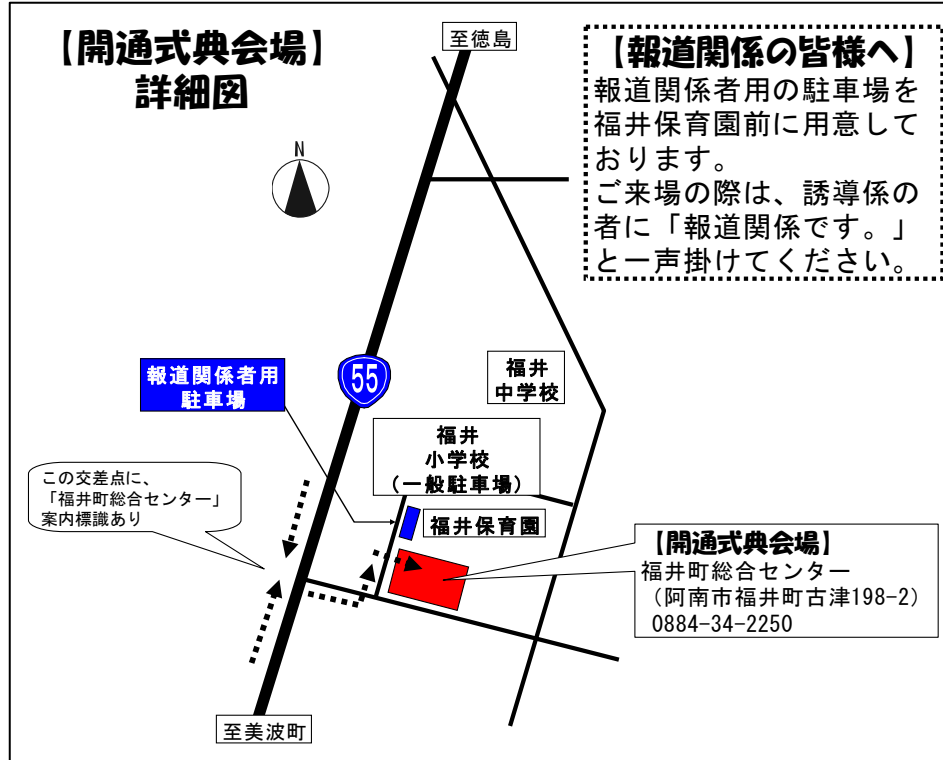 【開通式典会場】
詳細図
至徳島
【報道関係の皆様へ】
報道関係者用の駐車場を
福井保育園前に用意して
おります。
ご来場の際は、誘導係の
者に「報道関係です。」
と一声掛けてください。
N
報道関係者用
駐車場
55
福井
中学校
福井
小学校
(一般駐車場)
この交差点に、
「福井町総合センター」
案内標識あり
福井保育園
【開通式典会場】
福井町総合センター
(阿南市福井町古津198-2)
0884-34-2250
至美波町